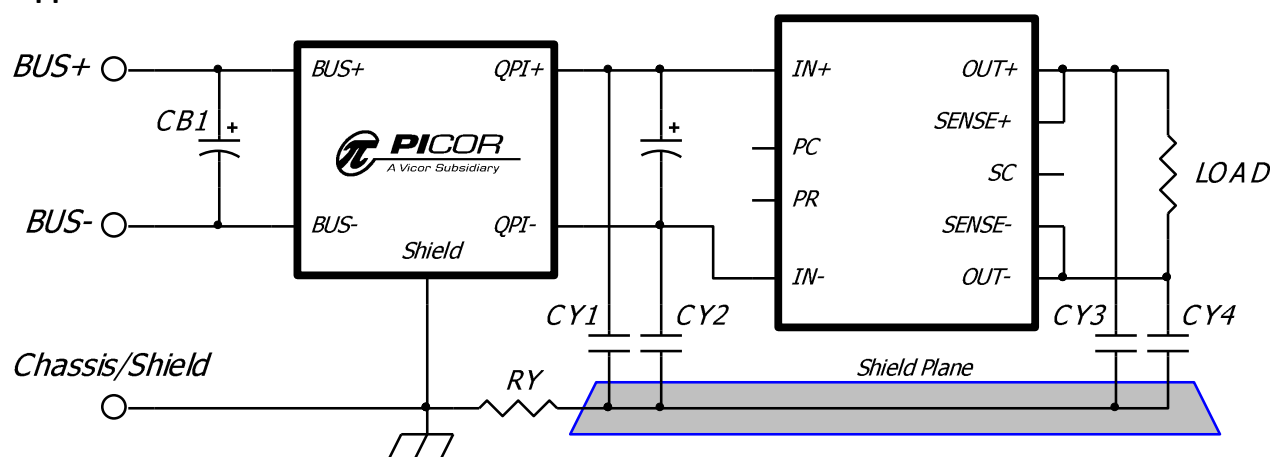 BUS+
CB1
+
BUS-
Chassis/Shield
BUS+
QPI+
PICOR
A Vicor Subsidiary
BUS-
QPI-
Shield
+
CY1
CY2
RY
IN+
OUT+
SENSE+
PC
SC
PR
SENSE-
IN-
OUT-
LOAD
CY3
CY4
Shield Plane